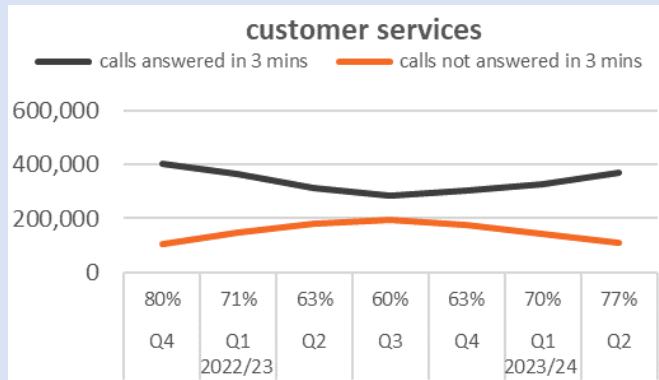 customer services
calls answered in 3 mins calls not answered in 3 mins
600,000
400,000
200,000
0
80% 71% 63% 60% 63% 70% 77%
Q4 Q1 Q2 Q3 Q4 Q1 Q2
2022/23 2023/24